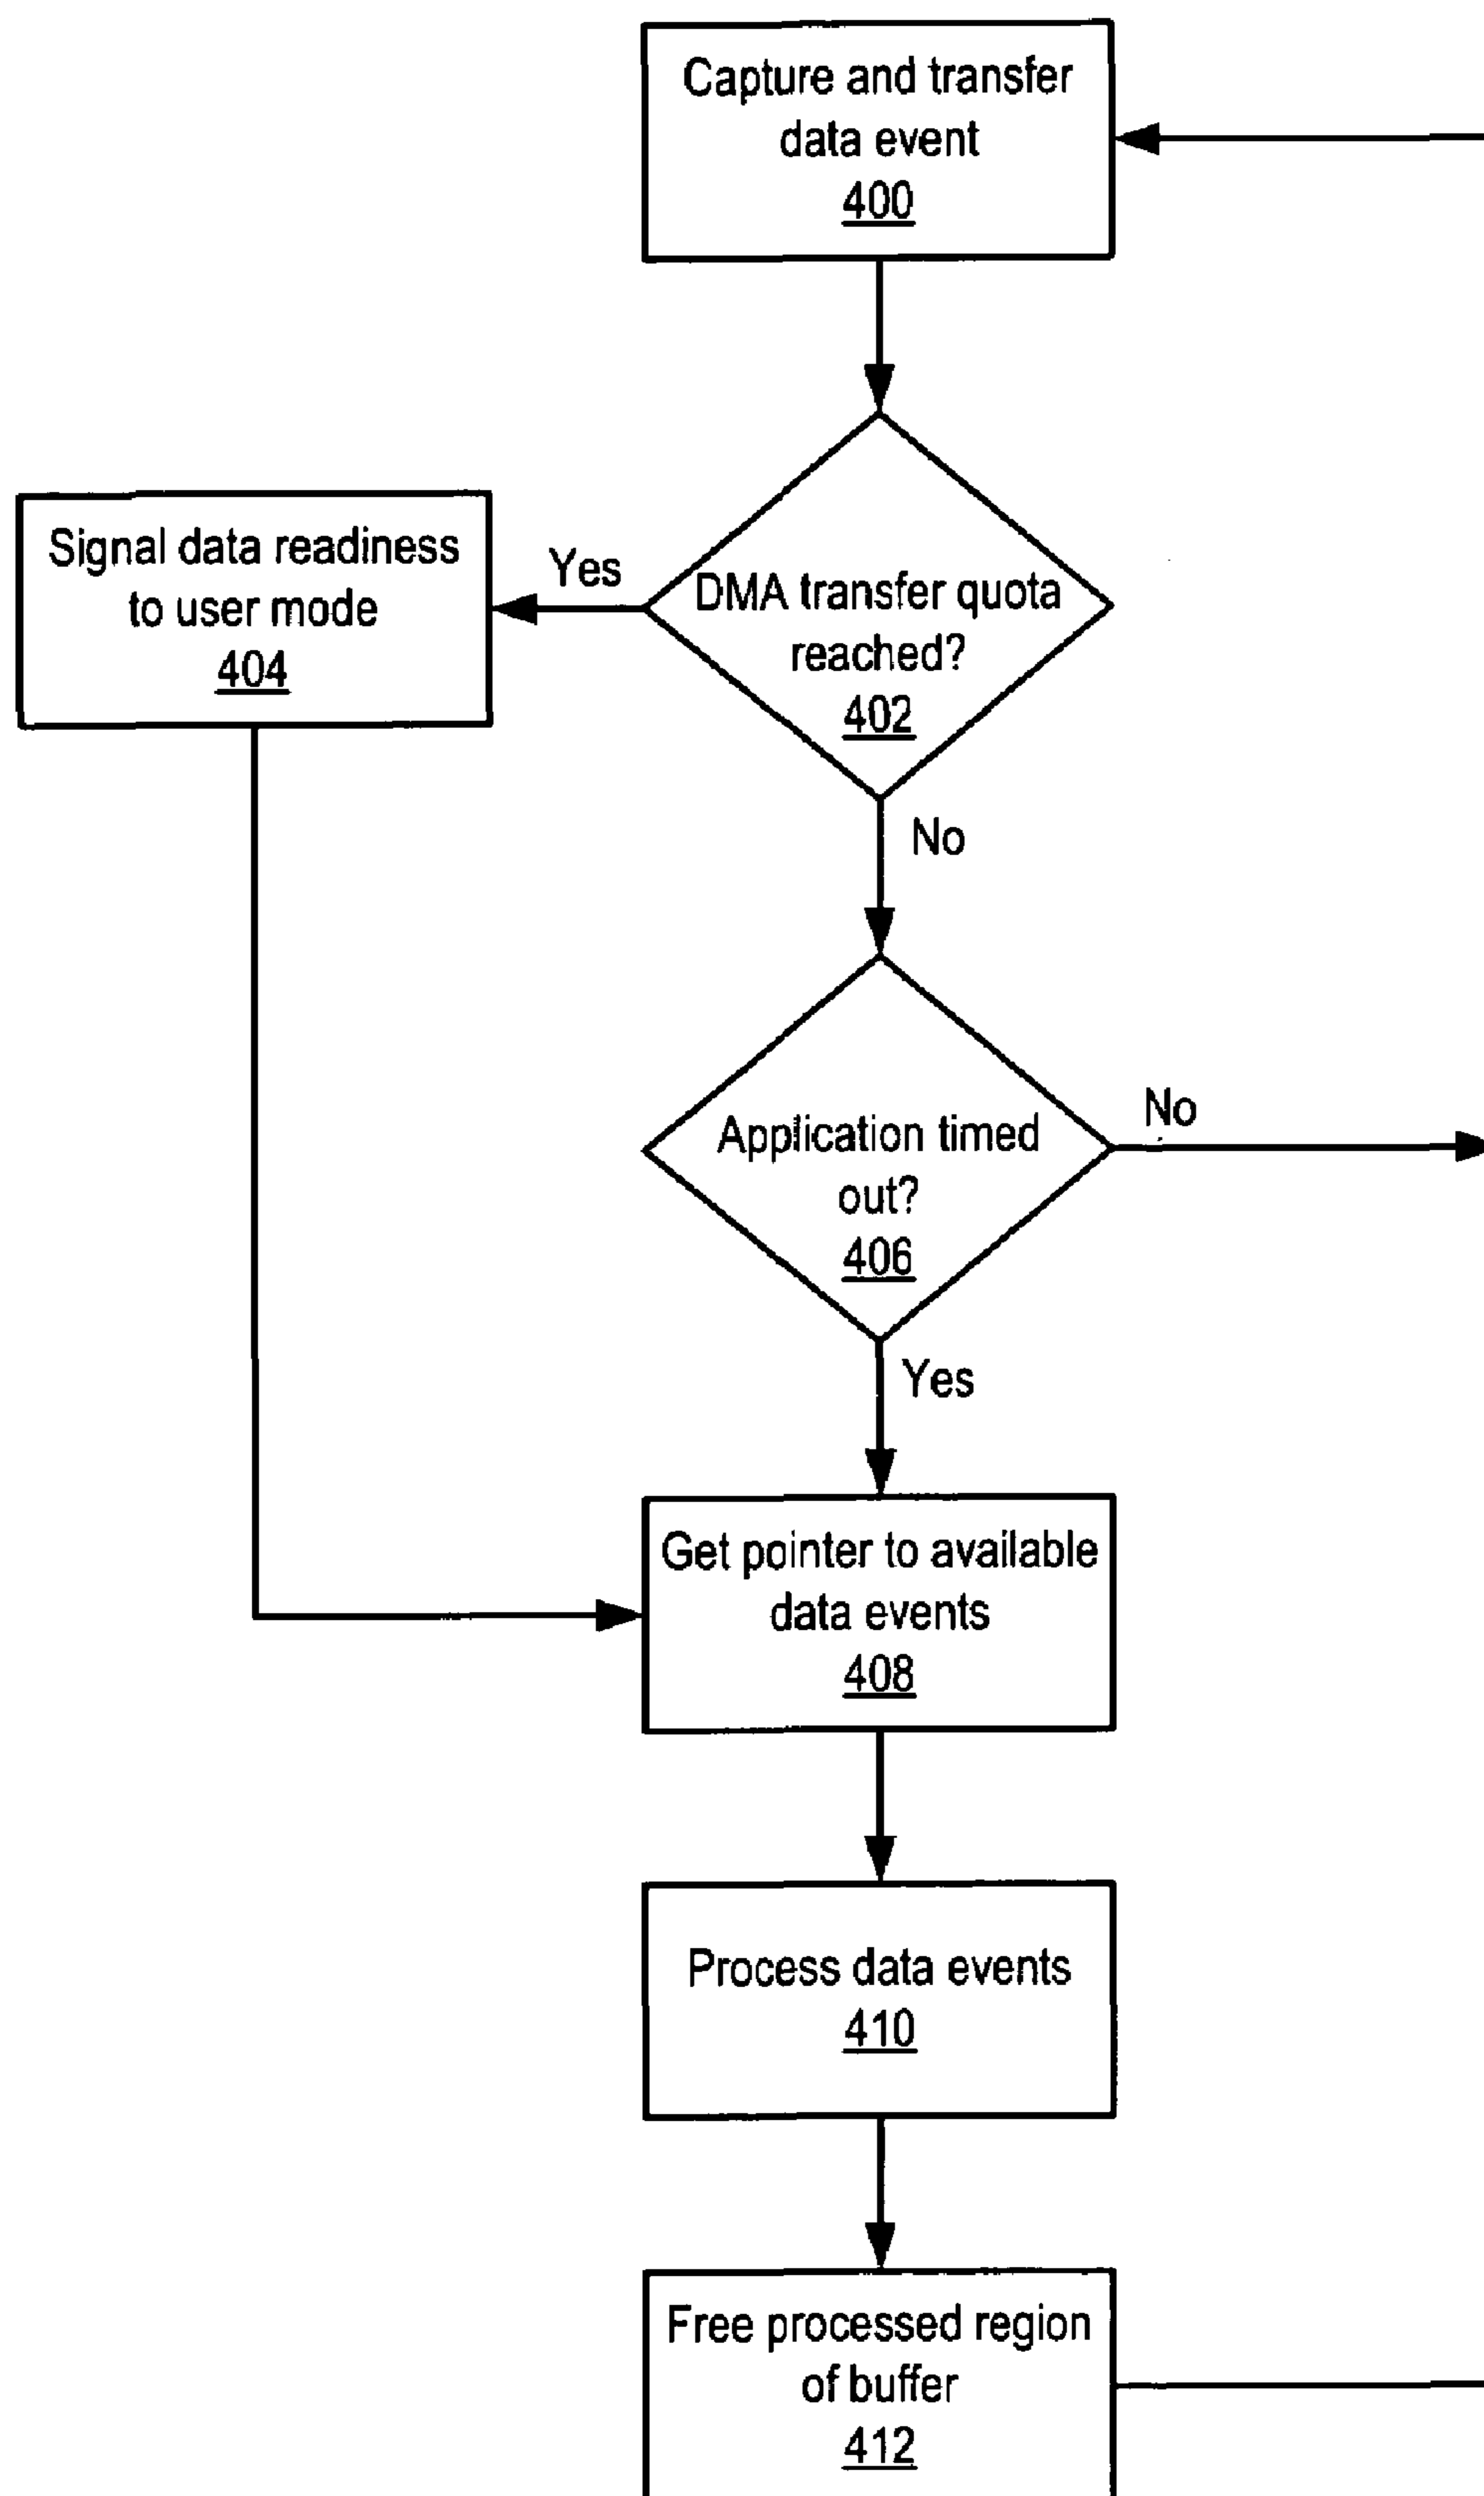 Capture and transfer
data event
400
Signal data readiness
to user mode
404
Yes
DMA transfer quota
reached?
402
No
Application timed
out?
406
No
Yes
Get pointer to available
data events
408
Process data events
410
Free processed region
of buffer
412